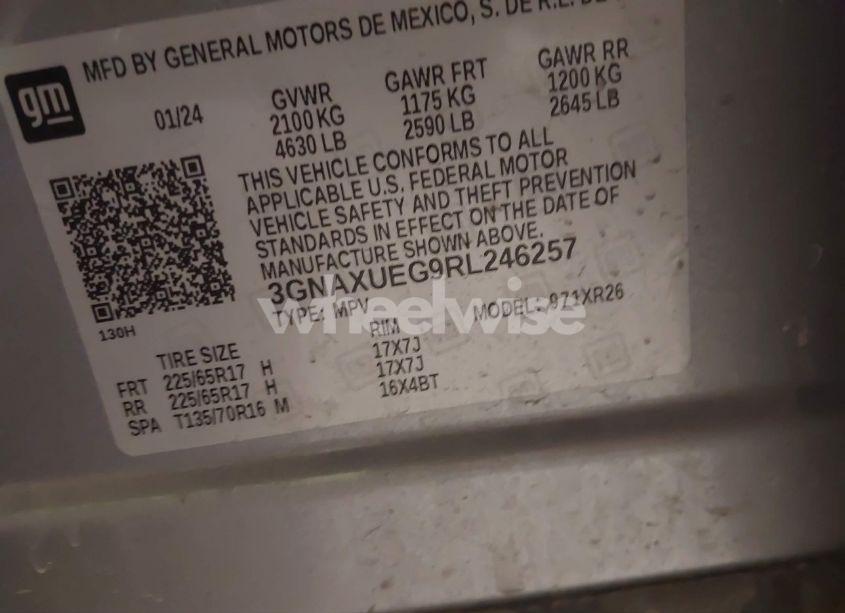 MFD BY GENERAL MOTORS DE MEXICO, S. DE R.L. DE
gm
01/24
GVWR
2100 KG
4630 LB
GAWR FRT
1175 KG
2590 LB
GAWR RR
1200 KG
2645 LB
THIS VEHICLE CONFORMS TO ALL
APPLICABLE U.S. FEDERAL MOTOR
VEHICLE SAFETY AND THEFT PREVENTION
STANDARDS IN EFFECT ON THE DATE OF
MANUFACTURE SHOWN ABOVE.
3GNAXUEG9RL246257
TYPE: MPV MODEL: 971XR26
wheelwise
130H
TIRE SIZE RIM
FRT 225/65R17 H 17X7J
RR 225/65R17 H 17X7J
SPA T135/70R16 M 16X4BT